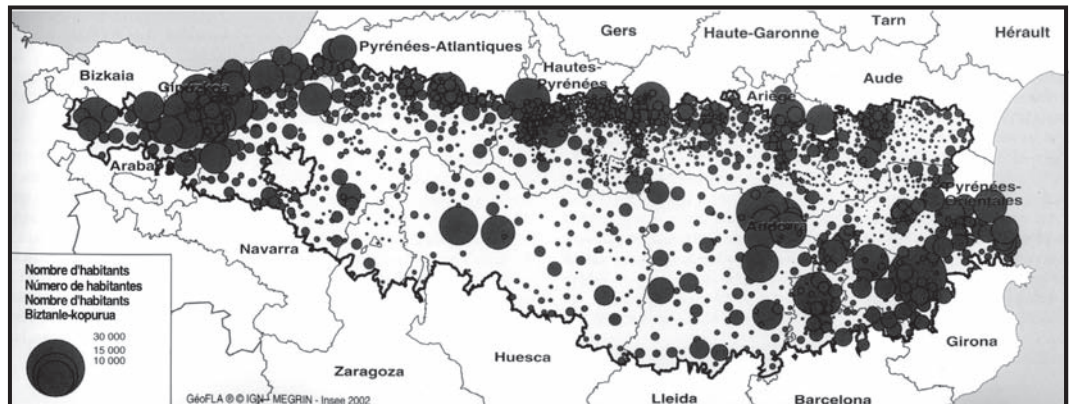 Tarn
Gers
Haute-Garonne
Hérault
Pyrénées-Atlantiques
Bizkaia
Hautes-
Pyrénées
Aude
Gipuzkoa
Ariège
Araba
Pyrénées-
Orientales
Andorra
Navarra
Nombre d'habitants
Número de habitantes
Nombre d'habitants
Biztanle-kopurua
30 000
15 000
10 000
Girona
Huesca
Zaragoza
GéoFLA ® © IGN - MEGRIN - Insee 2002
Lleida
Barcelona